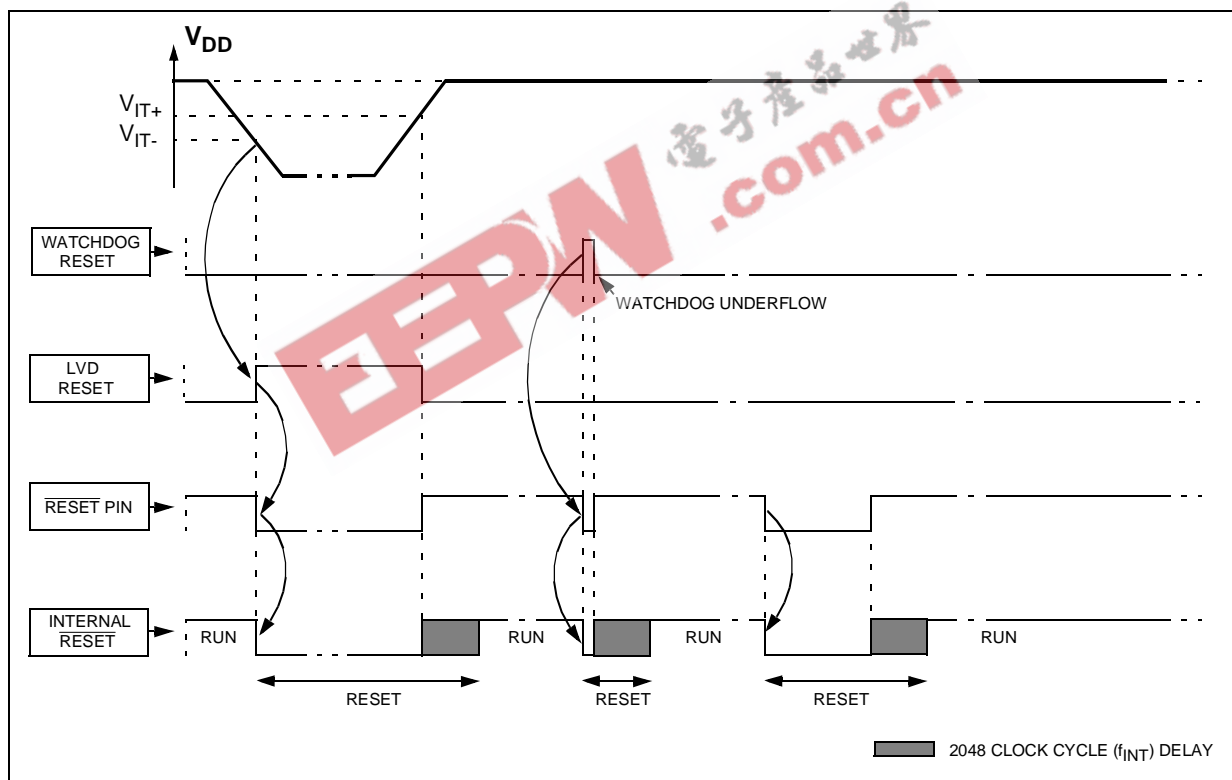 VDD
VIT+
VIT-
電子產品世界
.com.cn
EEPW
WATCHDOG
RESET
WATCHDOG UNDERFLOW
LVD
RESET
RESET PIN
INTERNAL
RESET
RUN
RUN
RUN
RUN
RESET
RESET
RESET
2048 CLOCK CYCLE (fINT) DELAY